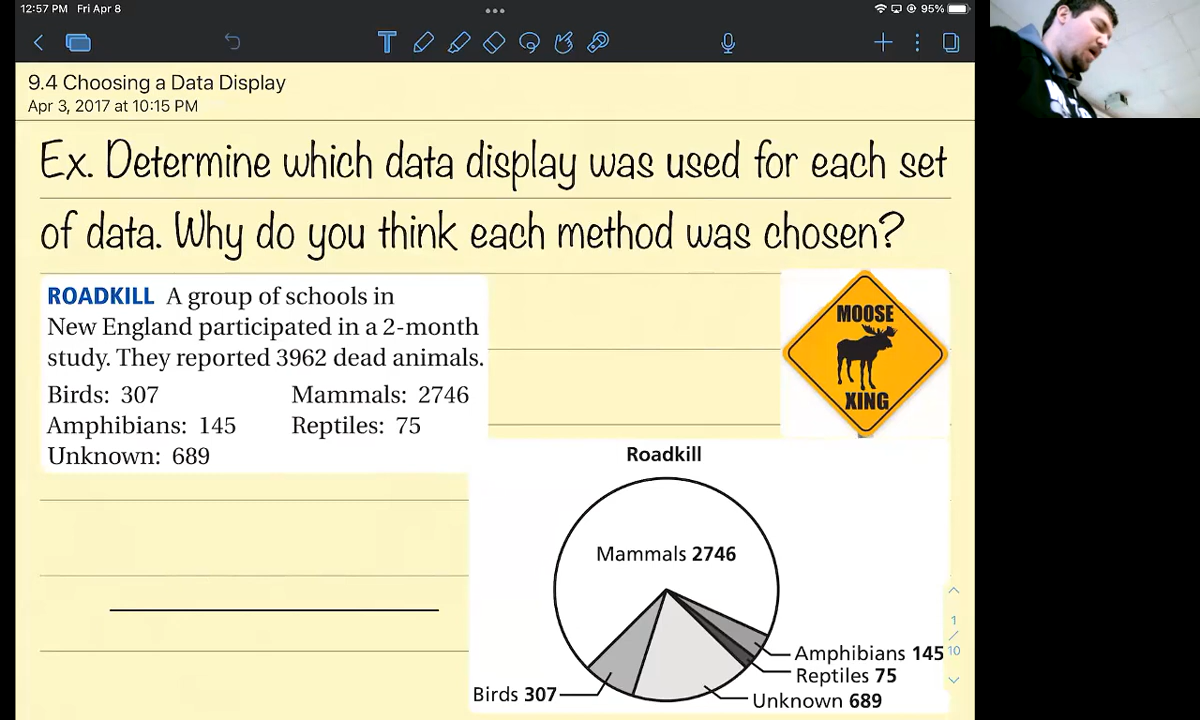 12:57 PM Fri Apr 8
95%
T
9.4 Choosing a Data Display
Apr 3, 2017 at 10:15 PM
Ex. Determine which data display was used for each set
of data. Why do you think each method was chosen?
ROADKILL A group of schools in
New England participated in a 2-month
study. They reported 3962 dead animals.
Birds: 307 Mammals: 2746
Amphibians: 145 Reptiles: 75
Unknown: 689
MOOSE
XING
Roadkill
Mammals 2746
Amphibians 145
Reptiles 75
Birds 307
Unknown 689
1
/
10